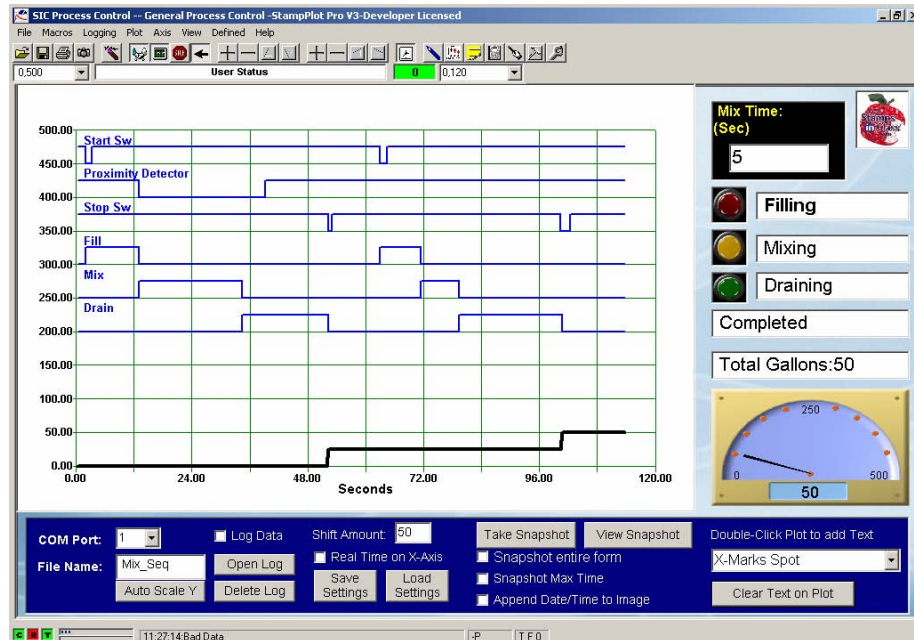 SIC Process Control -- General Process Control -StampPlot Pro V3-Developer Licensed
File Macros Logging Plot Axis View Defined Help
0,500 User Status 0 0,120
500.00
Start Sw
450.00
Proximity Detector
400.00
Stop Sw
350.00
Fill
300.00
Mix
250.00
Drain
200.00
150.00
100.00
50.00
0.00
0.00 24.00 48.00 72.00 96.00 120.00
Seconds
Mix Time:
(Sec)
5
Stamps
in Class
Filling
Mixing
Draining
Completed
Total Gallons:50
250
0 500
50
COM Port: 1
File Name: Mix_Seq
Auto Scale Y
Log Data
Open Log
Delete Log
Shift Amount: 50
Real Time on X-Axis
Save Settings
Load Settings
Take Snapshot View Snapshot
Snapshot entire form
Snapshot Max Time
Append Date/Time to Image
Double-Click Plot to add Text
X-Marks Spot
Clear Text on Plot
C R T 11:27:14:Bad Data -P T F 0